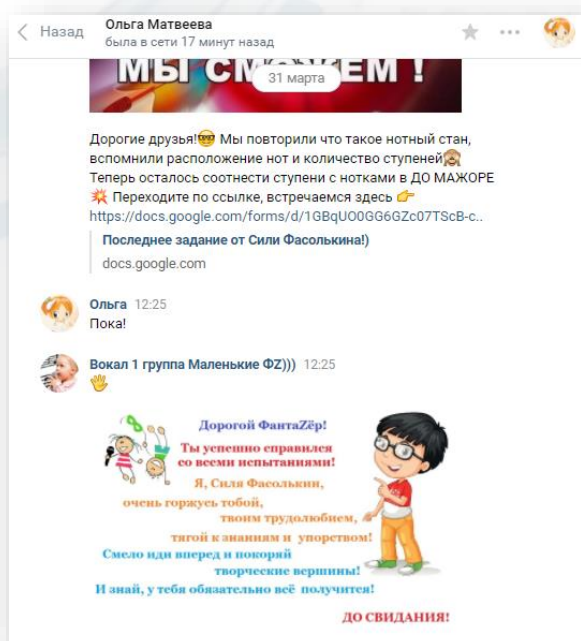 Назад
Ольга Матвеева
была в сети 17 минут назад
МЫ СМОЖЕМ !
31 марта
Дорогие друзья!🤓 Мы повторили что такое нотный стан,
вспомнили расположение нот и количество ступеней🙈
Теперь осталось соотнести ступени с нотками в ДО МАЖОРЕ
💥 Переходите по ссылке, встречаемся здесь 👉
https://docs.google.com/forms/d/1GBqUO0GG6GZc07TScB-c..
Последнее задание от Сили Фасолькина!)
docs.google.com
Ольга 12:25
Пока!
Вокал 1 группа Маленькие ФZ))) 12:25
👋
Дорогой ФантаZёр!
Ты успешно справился
со всеми испытаниями!
Я, Силя Фасолькин,
очень горжусь тобой,
твоим трудолюбием,
тягой к знаниям и упорством!
Смело иди вперед и покоряй
творческие вершины!
И знай, у тебя обязательно всё получится!
ДО СВИДАНИЯ!